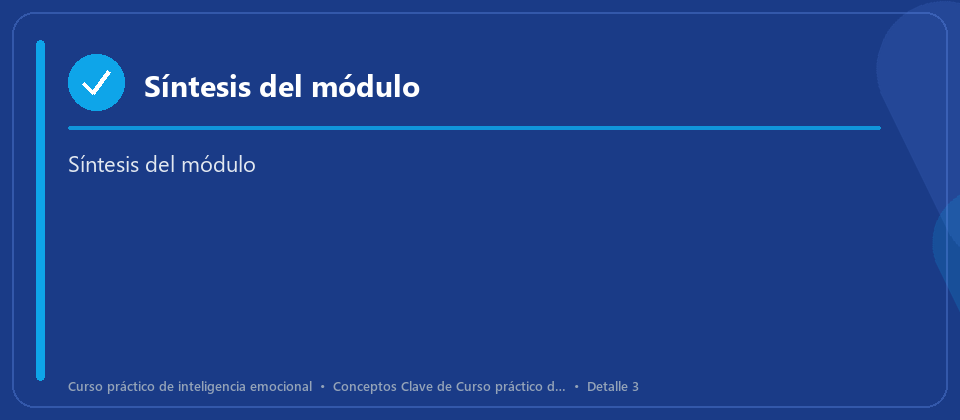 Síntesis del módulo
Síntesis del módulo
Curso práctico de inteligencia emocional • Conceptos Clave de Curso práctico d... • Detalle 3